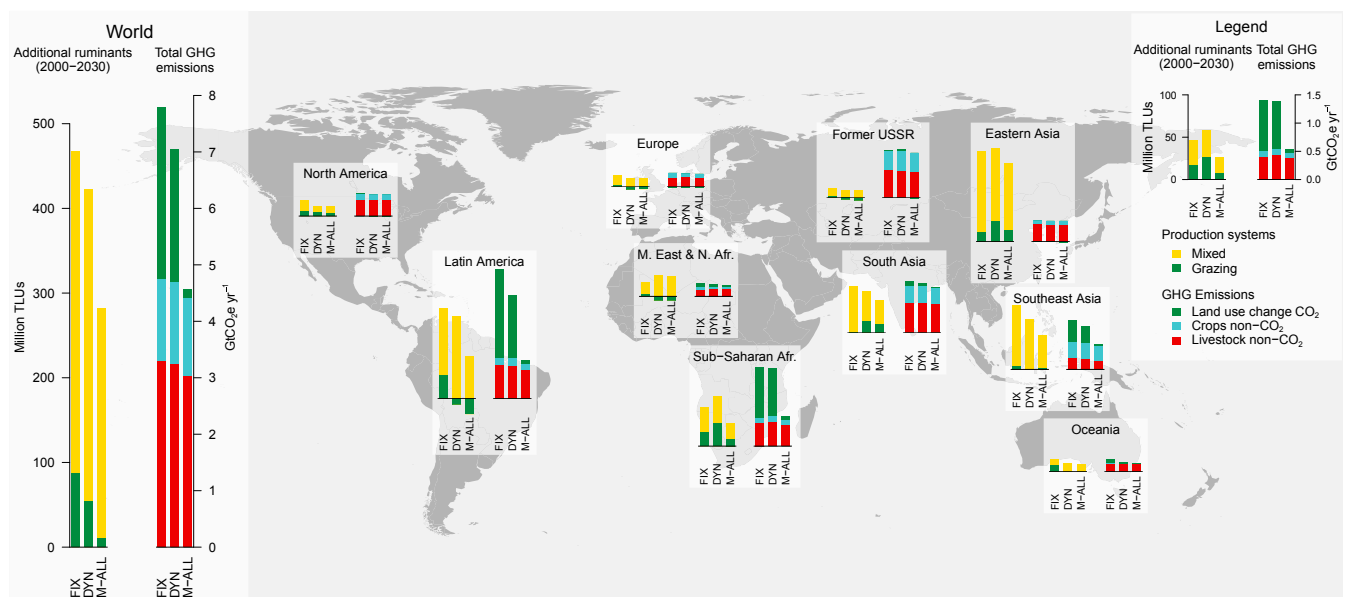 World
Additional ruminants
(2000−2030)
Total GHG
emissions
Million TLUs
0
100
200
300
400
500
GtCO₂e yr⁻¹
0
1
2
3
4
5
6
7
8
FIX
DYN
M−ALL
FIX
DYN
M−ALL
North America
FIX
DYN
M−ALL
FIX
DYN
M−ALL
Latin America
FIX
DYN
M−ALL
FIX
DYN
M−ALL
Europe
FIX
DYN
M−ALL
FIX
DYN
M−ALL
M. East & N. Afr.
FIX
DYN
M−ALL
FIX
DYN
M−ALL
Sub−Saharan Afr.
FIX
DYN
M−ALL
FIX
DYN
M−ALL
Former USSR
FIX
DYN
M−ALL
FIX
DYN
M−ALL
South Asia
FIX
DYN
M−ALL
FIX
DYN
M−ALL
Eastern Asia
FIX
DYN
M−ALL
FIX
DYN
M−ALL
Southeast Asia
FIX
DYN
M−ALL
FIX
DYN
M−ALL
Oceania
FIX
DYN
M−ALL
FIX
DYN
M−ALL
Legend
Additional ruminants
(2000−2030)
Total GHG
emissions
Million TLUs
0
50
100
GtCO₂e yr⁻¹
0.0
0.5
1.0
1.5
FIX
DYN
M−ALL
FIX
DYN
M−ALL
Production systems
Mixed
Grazing
GHG Emissions
Land use change CO₂
Crops non−CO₂
Livestock non−CO₂